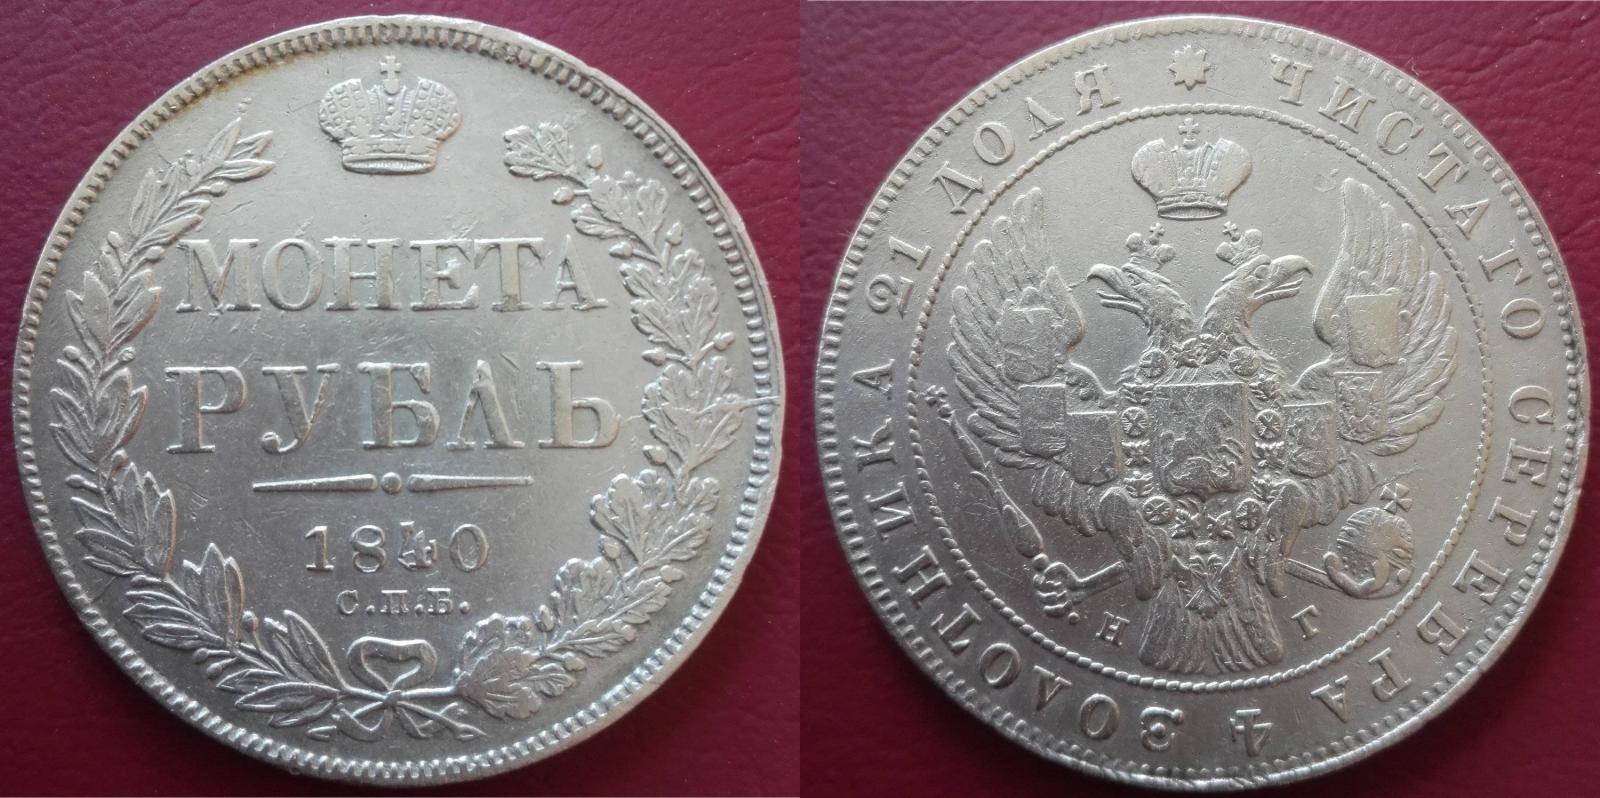 МОНЕТА
РУБЛЬ
1840
С.П.Б.
ЧИСТАГО СЕРЕБРА 4 ЗОЛОТНИКА 21 ДОЛЯ
Н Г